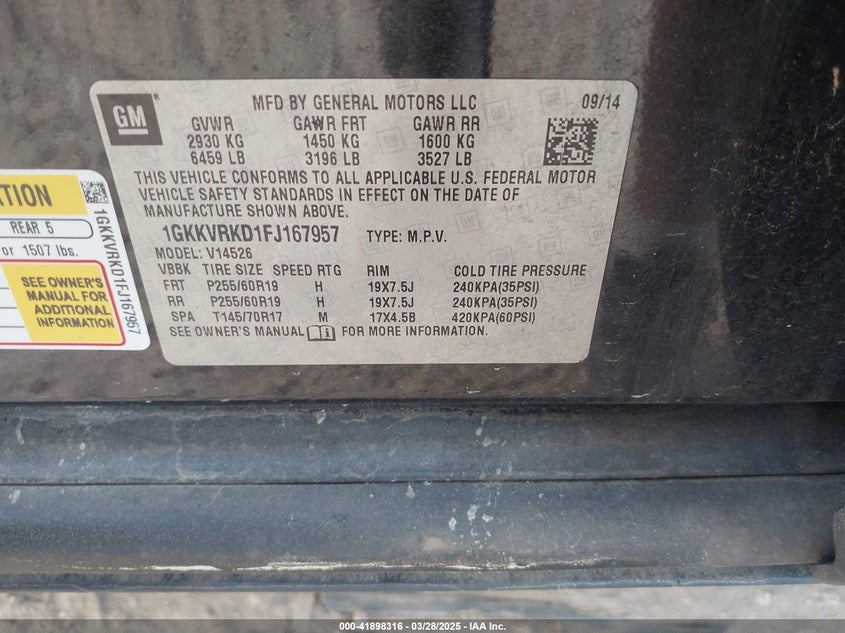 GM
MFD BY GENERAL MOTORS LLC 09/14
GVWR GAWR FRT GAWR RR
2930 KG 1450 KG 1600 KG
6459 LB 3196 LB 3527 LB
THIS VEHICLE CONFORMS TO ALL APPLICABLE U.S. FEDERAL MOTOR
VEHICLE SAFETY STANDARDS IN EFFECT ON THE DATE OF
MANUFACTURE SHOWN ABOVE.
1GKKVRKD1FJ167957 TYPE: M.P.V.
MODEL: V14526
VBBK TIRE SIZE SPEED RTG RIM COLD TIRE PRESSURE
FRT P255/60R19 H 19X7.5J 240KPA(35PSI)
RR P255/60R19 H 19X7.5J 240KPA(35PSI)
SPA T145/70R17 M 17X4.5B 420KPA(60PSI)
SEE OWNER'S MANUAL FOR MORE INFORMATION.
REAR 5
or 1507 lbs.
SEE OWNER'S
MANUAL FOR
ADDITIONAL
INFORMATION
1GKKVRKD1FJ167957
000-41898316 | 03/28/2025 - IAA Inc.